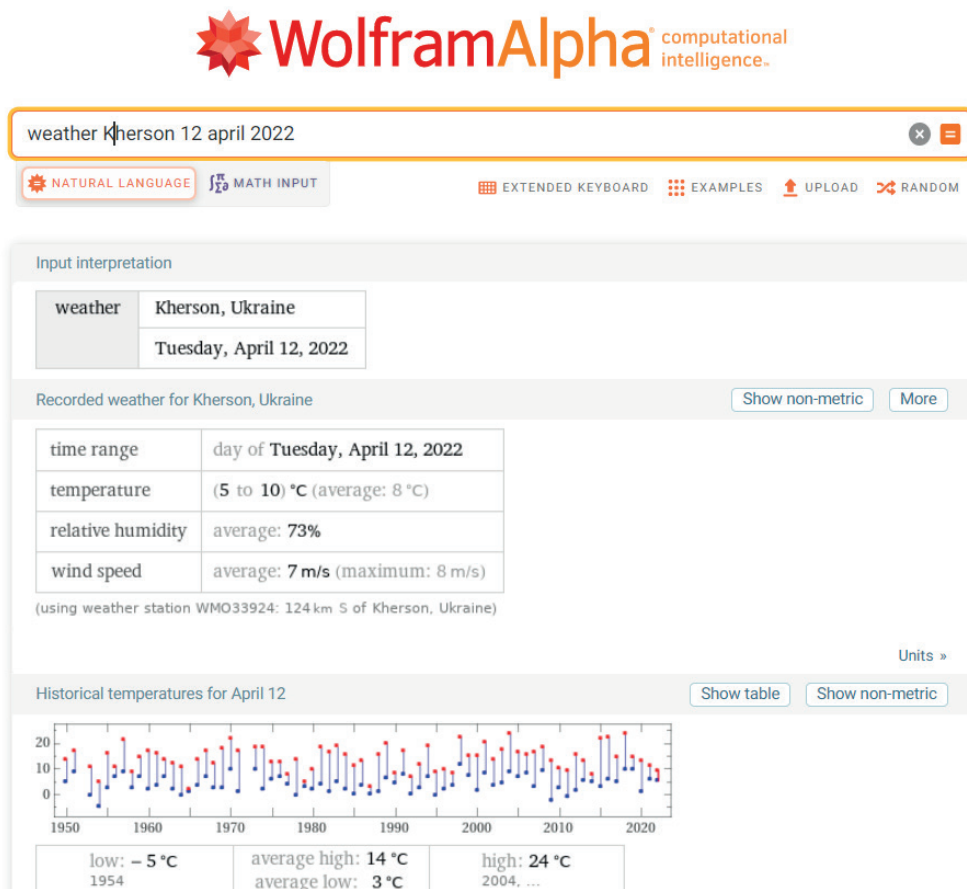 WolframAlpha computational intelligence™
weather Kherson 12 april 2022
NATURAL LANGUAGE MATH INPUT EXTENDED KEYBOARD EXAMPLES UPLOAD RANDOM
Input interpretation
weather Kherson, Ukraine
Tuesday, April 12, 2022
Recorded weather for Kherson, Ukraine Show non-metric More
time range day of Tuesday, April 12, 2022
temperature (5 to 10) °C (average: 8 °C)
relative humidity average: 73%
wind speed average: 7 m/s (maximum: 8 m/s)
(using weather station WMO33924: 124 km S of Kherson, Ukraine)
Units »
Historical temperatures for April 12 Show table Show non-metric
20
10
0
1950 1960 1970 1980 1990 2000 2010 2020
low: −5 °C average high: 14 °C high: 24 °C
1954 average low: 3 °C 2004, ...